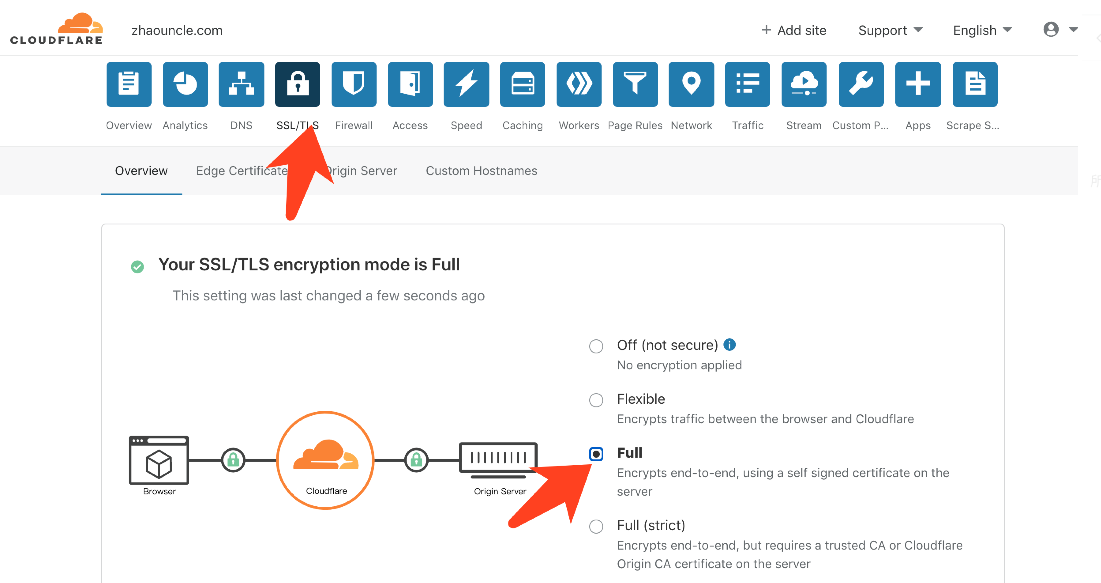 CLOUDFLARE
zhaouncle.com
+ Add site
Support
English
Overview
Analytics
DNS
SSL/TLS
Firewall
Access
Speed
Caching
Workers
Page Rules
Network
Traffic
Stream
Custom P...
Apps
Scrape S...
Overview
Edge Certificate
Origin Server
Custom Hostnames
Your SSL/TLS encryption mode is Full
This setting was last changed a few seconds ago
Off (not secure)
No encryption applied
Flexible
Encrypts traffic between the browser and Cloudflare
Full
Encrypts end-to-end, using a self signed certificate on the
server
Full (strict)
Encrypts end-to-end, but requires a trusted CA or Cloudflare
Origin CA certificate on the server
Browser
Cloudflare
Origin Server